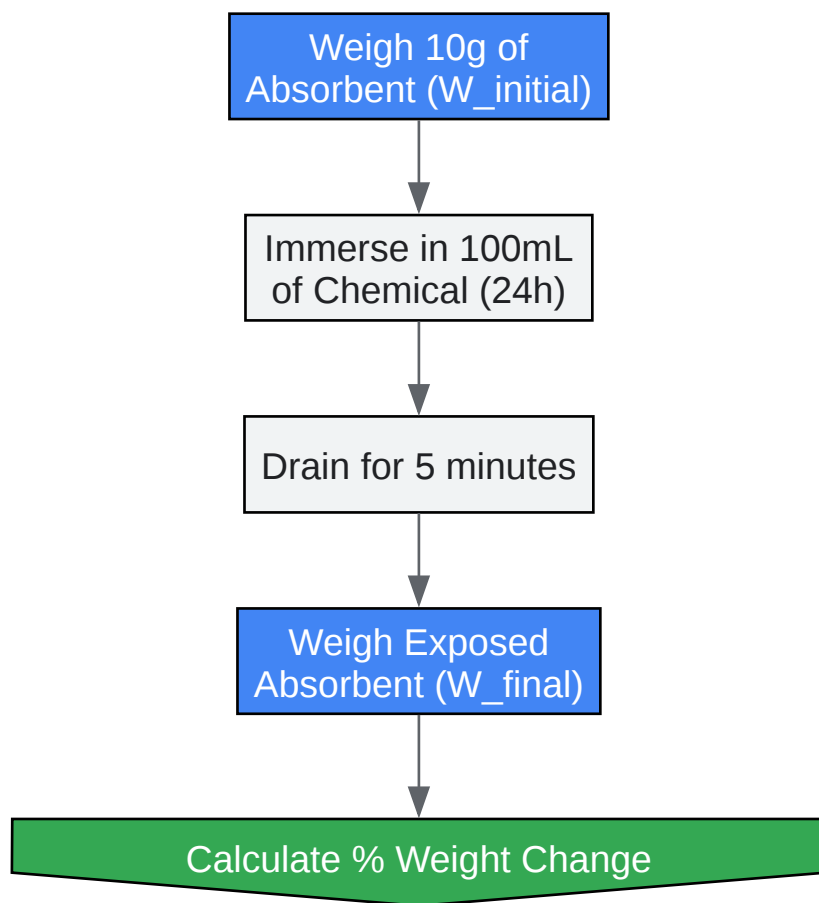 Weigh 10g of
Absorbent (W_initial)
Immerse in 100mL
of Chemical (24h)
Drain for 5 minutes
Weigh Exposed
Absorbent (W_final)
Calculate % Weight Change